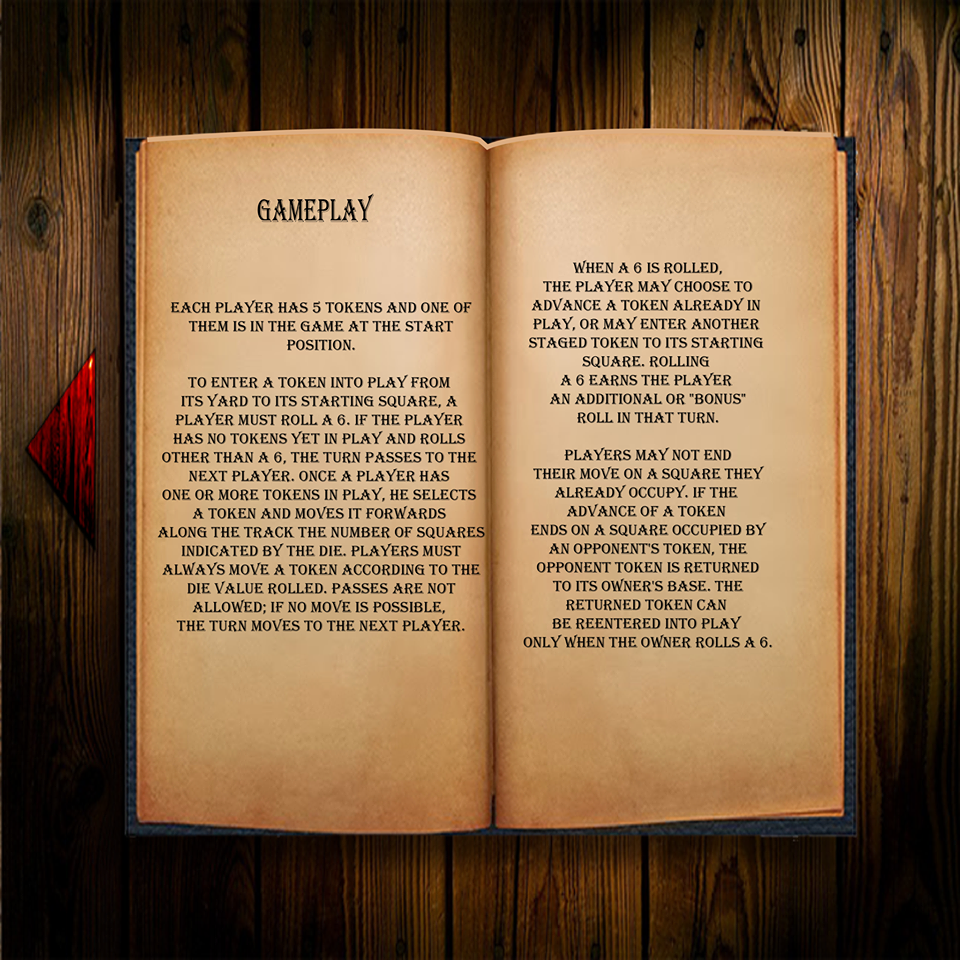 GAMEPLAY
EACH PLAYER HAS 5 TOKENS AND ONE OF
THEM IS IN THE GAME AT THE START
POSITION.
TO ENTER A TOKEN INTO PLAY FROM
ITS YARD TO ITS STARTING SQUARE, A
PLAYER MUST ROLL A 6. IF THE PLAYER
HAS NO TOKENS YET IN PLAY AND ROLLS
OTHER THAN A 6, THE TURN PASSES TO THE
NEXT PLAYER. ONCE A PLAYER HAS
ONE OR MORE TOKENS IN PLAY, HE SELECTS
A TOKEN AND MOVES IT FORWARDS
ALONG THE TRACK THE NUMBER OF SQUARES
INDICATED BY THE DIE. PLAYERS MUST
ALWAYS MOVE A TOKEN ACCORDING TO THE
DIE VALUE ROLLED. PASSES ARE NOT
ALLOWED; IF NO MOVE IS POSSIBLE,
THE TURN MOVES TO THE NEXT PLAYER.
WHEN A 6 IS ROLLED,
THE PLAYER MAY CHOOSE TO
ADVANCE A TOKEN ALREADY IN
PLAY, OR MAY ENTER ANOTHER
STAGED TOKEN TO ITS STARTING
SQUARE. ROLLING
A 6 EARNS THE PLAYER
AN ADDITIONAL OR "BONUS"
ROLL IN THAT TURN.
PLAYERS MAY NOT END
THEIR MOVE ON A SQUARE THEY
ALREADY OCCUPY. IF THE
ADVANCE OF A TOKEN
ENDS ON A SQUARE OCCUPIED BY
AN OPPONENT'S TOKEN, THE
OPPONENT TOKEN IS RETURNED
TO ITS OWNER'S BASE. THE
RETURNED TOKEN CAN
BE REENTERED INTO PLAY
ONLY WHEN THE OWNER ROLLS A 6.